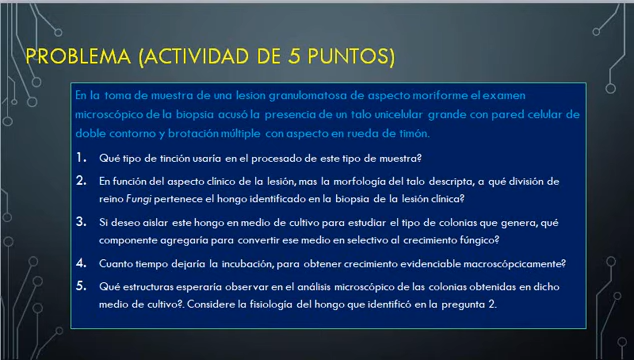 PROBLEMA (ACTIVIDAD DE 5 PUNTOS)
En la toma de muestra de una lesion granulomatosa de aspecto moriforme el examen
microscópico de la biopsia acusó la presencia de un talo unicelular grande con pared celular de
doble contorno y brotación múltiple con aspecto en rueda de timón.
1. Qué tipo de tinción usaría en el procesado de este tipo de muestra?
2. En función del aspecto clínico de la lesión, mas la morfología del talo descripta, a qué división de
reino Fungi pertenece el hongo identificado en la biopsia de la lesión clínica?
3. Si deseo aislar este hongo en medio de cultivo para estudiar el tipo de colonias que genera, qué
componente agregaría para convertir ese medio en selectivo al crecimiento fúngico?
4. Cuanto tiempo dejaría la incubación, para obtener crecimiento evidenciable macroscópcicamente?
5. Qué estructuras esperaría observar en el análisis microscópico de las colonias obtenidas en dicho
medio de cultivo?. Considere la fisiología del hongo que identificó en la pregunta 2.